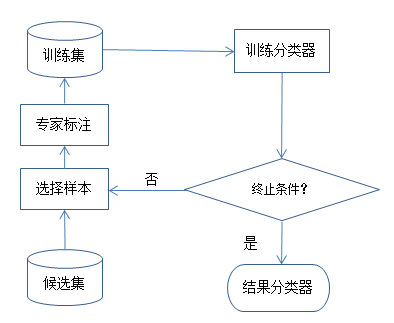 训练集
训练分类器
专家标注
选择样本
否
终止条件？
是
候选集
结果分类器